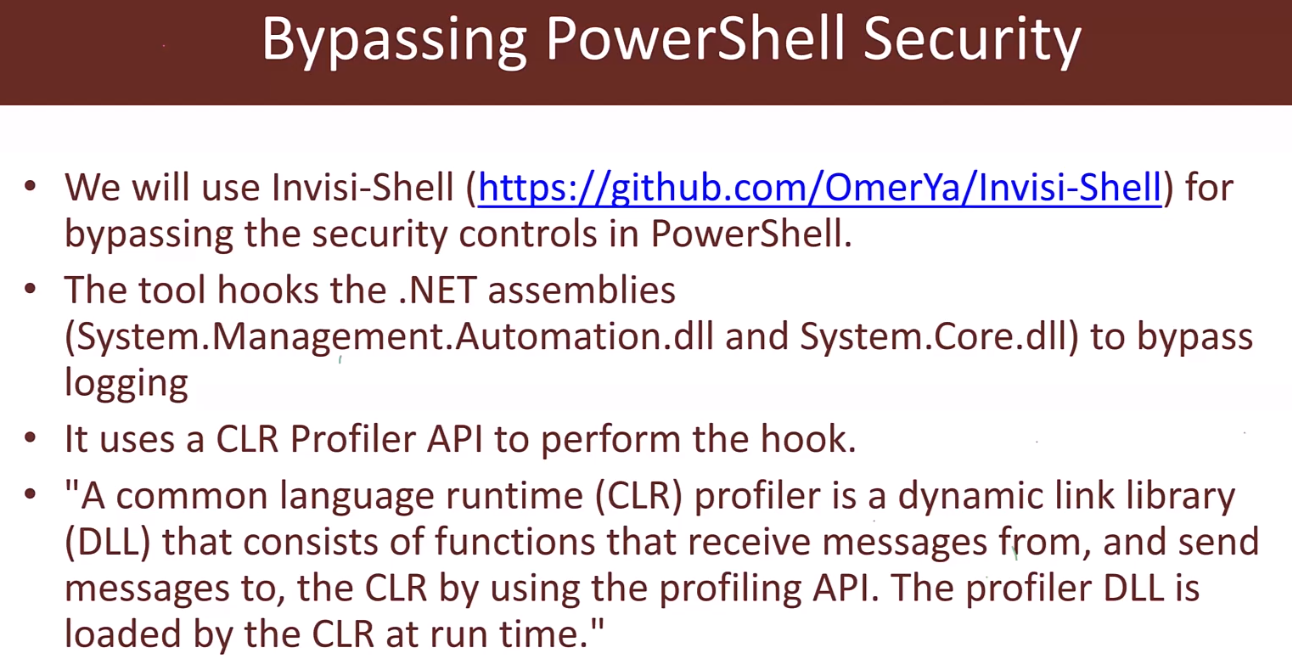 Bypassing PowerShell Security
• We will use Invisi-Shell (https://github.com/OmerYa/Invisi-Shell) for
bypassing the security controls in PowerShell.
• The tool hooks the .NET assemblies
(System.Management.Automation.dll and System.Core.dll) to bypass
logging
• It uses a CLR Profiler API to perform the hook.
• "A common language runtime (CLR) profiler is a dynamic link library
(DLL) that consists of functions that receive messages from, and send
messages to, the CLR by using the profiling API. The profiler DLL is
loaded by the CLR at run time."